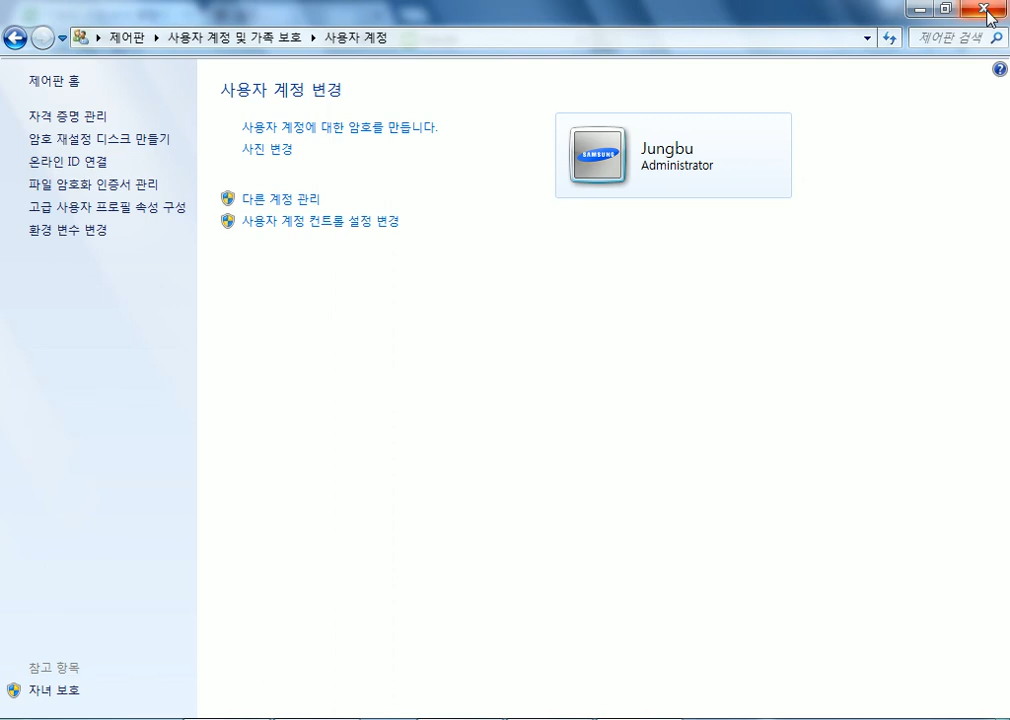 제어판 ▸ 사용자 계정 및 가족 보호 ▸ 사용자 계정
제어판 검색
제어판 홈
자격 증명 관리
암호 재설정 디스크 만들기
온라인 ID 연결
파일 암호화 인증서 관리
고급 사용자 프로필 속성 구성
환경 변수 변경
사용자 계정 변경
사용자 계정에 대한 암호를 만듭니다.
사진 변경
다른 계정 관리
사용자 계정 컨트롤 설정 변경
SAMSUNG
Jungbu
Administrator
참고 항목
자녀 보호